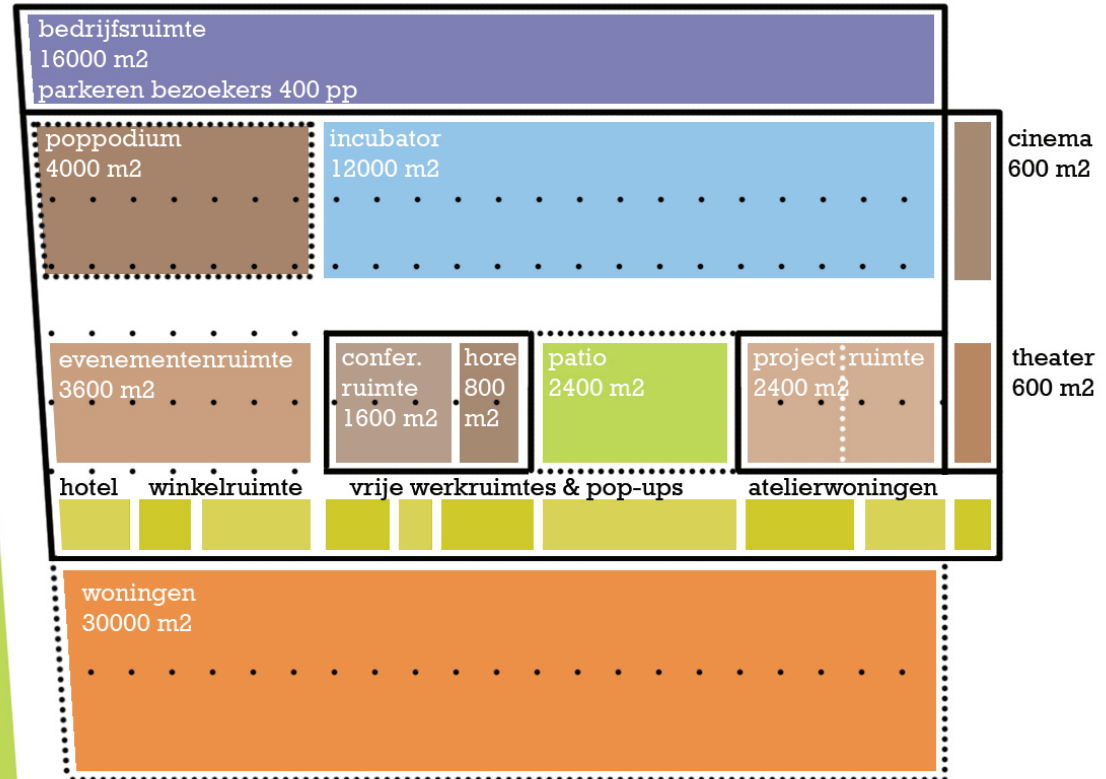 bedrijfsruimte
16000 m2
parkeren bezoekers 400 pp
poppodium
4000 m2
incubator
12000 m2
cinema
600 m2
evenementenruimte
3600 m2
confer.
ruimte
1600 m2
hore
800
m2
patio
2400 m2
project ruimte
2400 m2
theater
600 m2
hotel winkelruimte vrije werkruimtes & pop-ups atelierwoningen
woningen
30000 m2